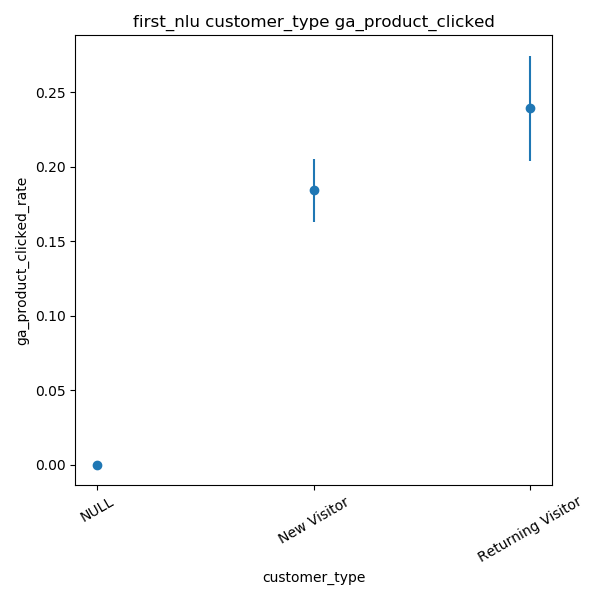 first_nlu customer_type ga_product_clicked
ga_product_clicked_rate
0.25
0.20
0.15
0.10
0.05
0.00
NULL
New Visitor
Returning Visitor
customer_type